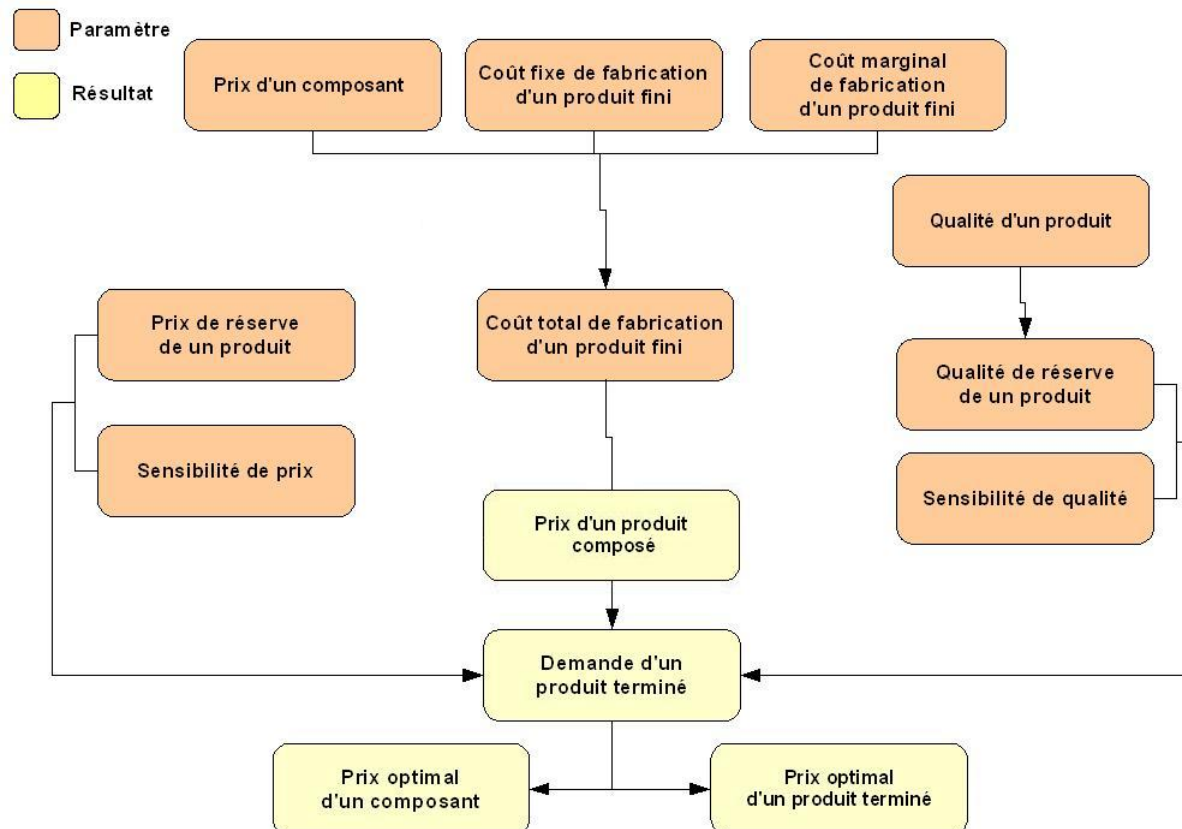 Paramètre
Résultat
Prix d'un composant
Coût fixe de fabrication
d'un produit fini
Coût marginal
de fabrication
d'un produit fini
Qualité d'un produit
Prix de réserve
de un produit
Coût total de fabrication
d'un produit fini
Qualité de réserve
de un produit
Sensibilité de prix
Sensibilité de qualité
Prix d'un produit
composé
Demande d'un
produit terminé
Prix optimal
d'un composant
Prix optimal
d'un produit terminé